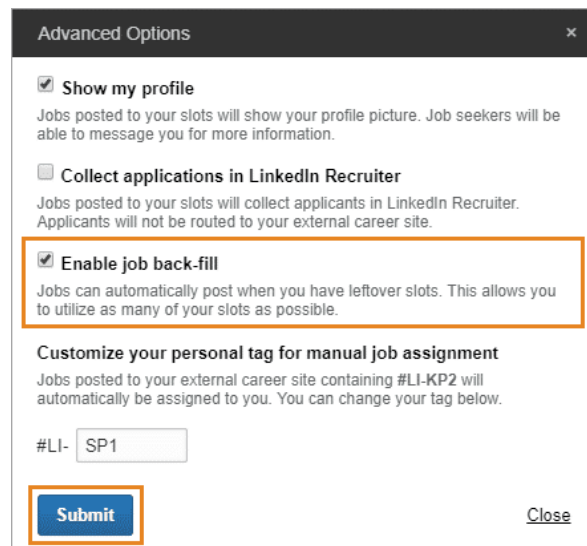 Advanced Options ×
Show my profile
Jobs posted to your slots will show your profile picture. Job seekers will be
able to message you for more information.
Collect applications in LinkedIn Recruiter
Jobs posted to your slots will collect applicants in LinkedIn Recruiter.
Applicants will not be routed to your external career site.
Enable job back-fill
Jobs can automatically post when you have leftover slots. This allows you
to utilize as many of your slots as possible.
Customize your personal tag for manual job assignment
Jobs posted to your external career site containing #LI-KP2 will
automatically be assigned to you. You can change your tag below.
#LI- SP1
Submit Close